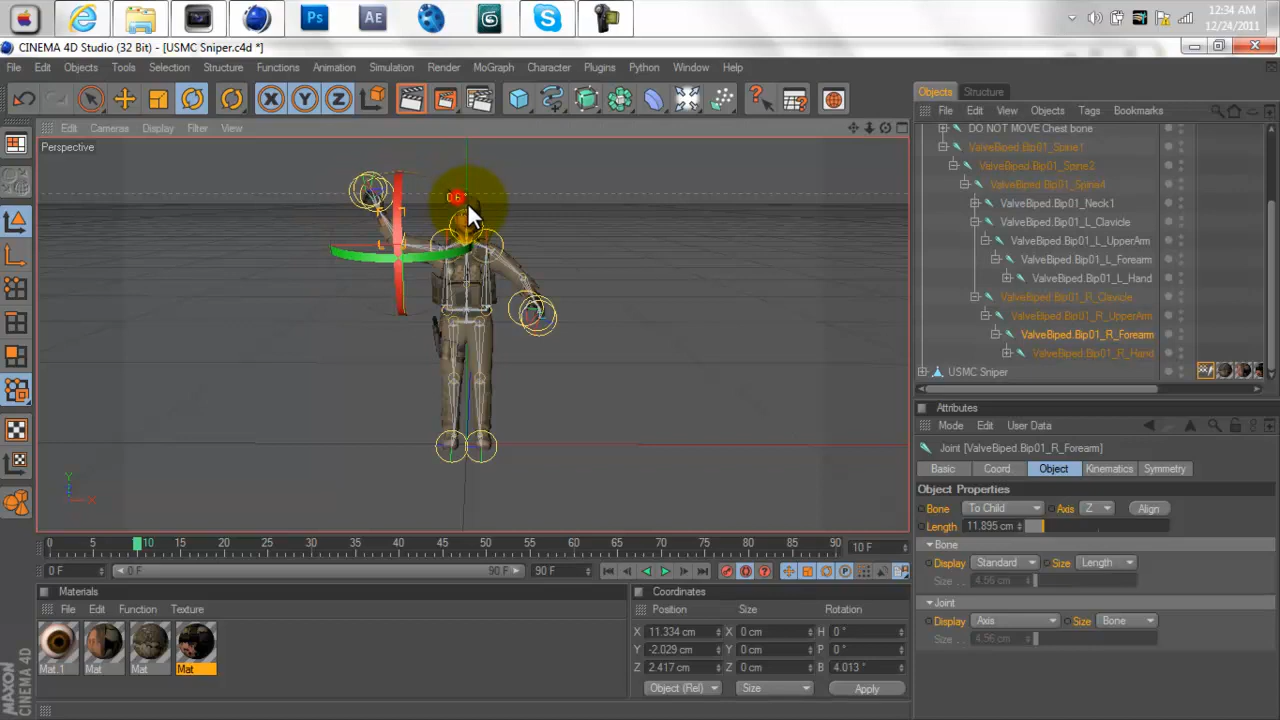 Ps
Ae
12:34 AM
12/24/2011
CINEMA 4D Studio (32 Bit) - [USMC Sniper.c4d *]
File Edit Objects Tools Selection Structure Functions Animation Render Simulation MoGraph Character Plugins Python Window Help
X Y Z
Edit Cameras Display Filter View
Perspective
0.6°
Y
X
0 5 10 15 20 25 30 35 40 45 50 55 60 65 70 75 80 85 90
10 F
0 F
0 F
90 F
90 F
Materials
File Edit Function Texture
Mat.1 Mat Mat Mat
Coordinates
Position Size Rotation
X 11.334 cm X 0 cm H 0 °
Y -2.029 cm Y 0 cm P 0 °
Z 2.417 cm Z 0 cm B 4.013 °
Object (Rel) Size Apply
Objects Structure
File Edit View Objects Tags Bookmarks
DO NOT MOVE Chest bone
ValveBiped.Bip01_Spine1
ValveBiped.Bip01_Spine2
ValveBiped.Bip01_Spine4
ValveBiped.Bip01_Neck1
ValveBiped.Bip01_L_Clavicle
ValveBiped.Bip01_L_UpperArm
ValveBiped.Bip01_L_Forearm
ValveBiped.Bip01_L_Hand
ValveBiped.Bip01_R_Clavicle
ValveBiped.Bip01_R_UpperArm
ValveBiped.Bip01_R_Forearm
ValveBiped.Bip01_R_Hand
USMC Sniper
Attributes
Mode Edit User Data
Joint [ValveBiped.Bip01_R_Forearm]
Basic Coord. Object Kinematics Symmetry
Object Properties
Bone To Child Axis Z Align
Length 11.895 cm
Bone
Display Standard Size Length
Size . . 4.56 cm
Joint
Display Axis Size Bone
Size . . 4.56 cm
MAXON
CINEMA 4D